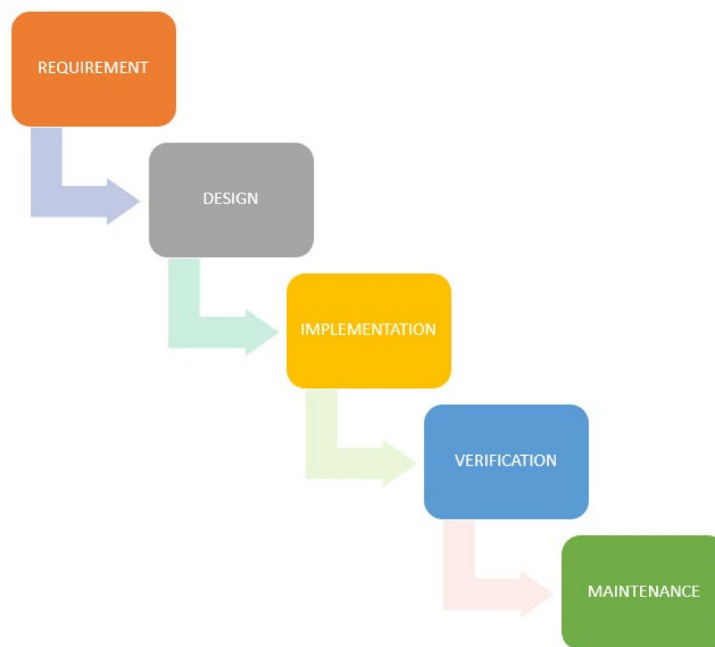 REQUIREMENT
DESIGN
IMPLEMENTATION
VERIFICATION
MAINTENANCE